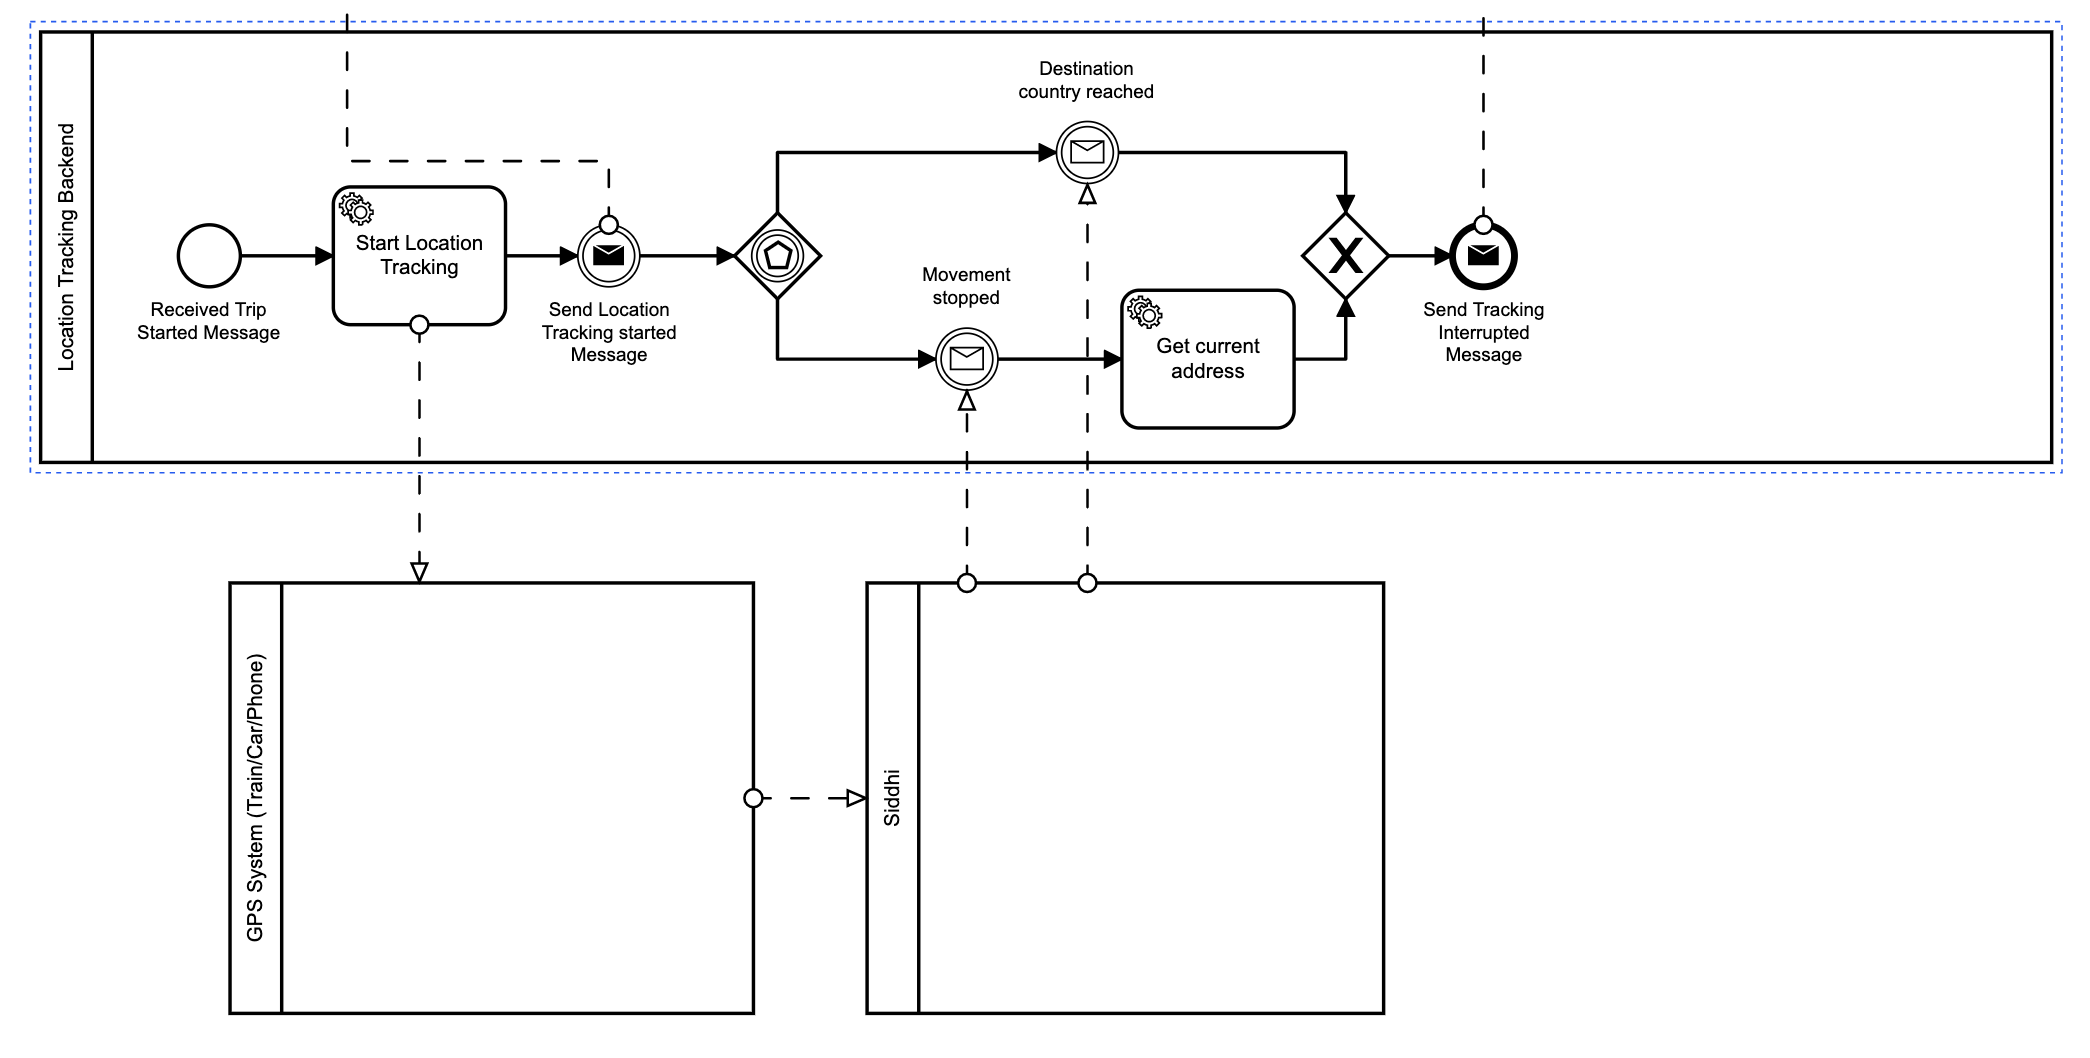 Location Tracking Backend
Received Trip
Started Message
Start Location
Tracking
Send Location
Tracking started
Message
Destination
country reached
Movement
stopped
Get current
address
X
Send Tracking
Interrupted
Message
GPS System (Train/Car/Phone)
Siddhi